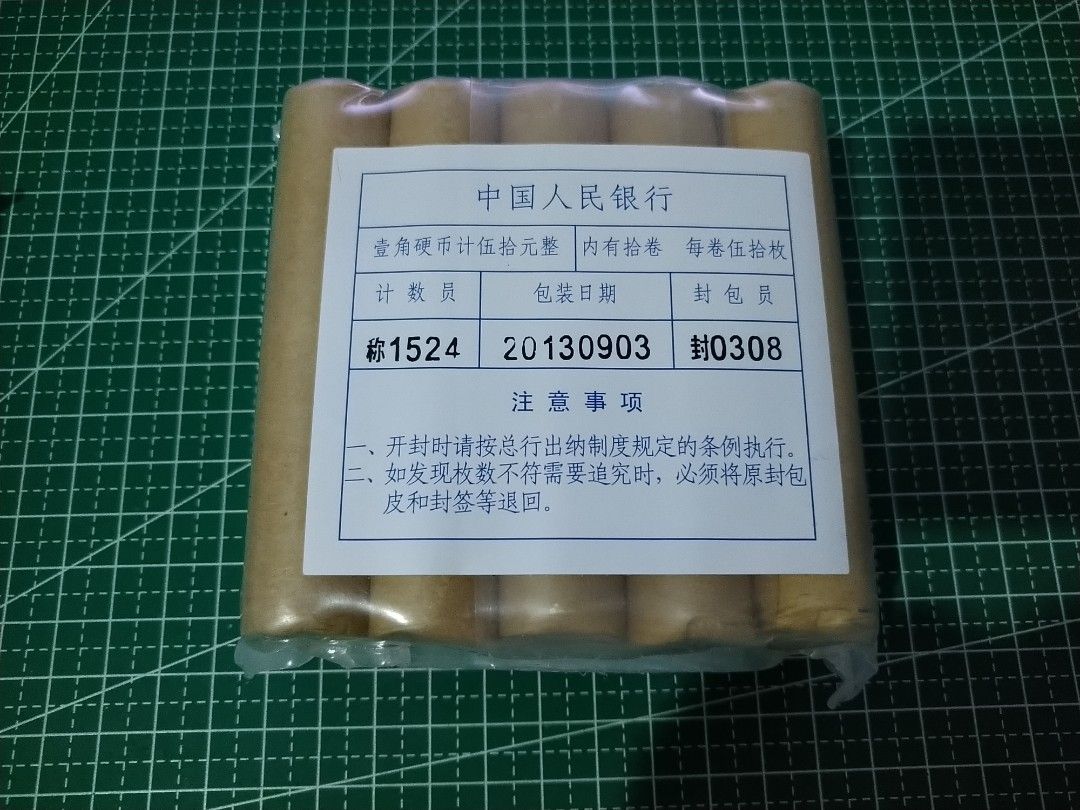 中国人民银行
壹角硬币计伍拾元整 内有拾卷 每卷伍拾枚
计数员 包装日期 封包员
称1524 20130903 封0308
注意事项
一、开封时请按总行出纳制度规定的条例执行。
二、如发现枚数不符需要追究时，必须将原封包
皮和封签等退回。